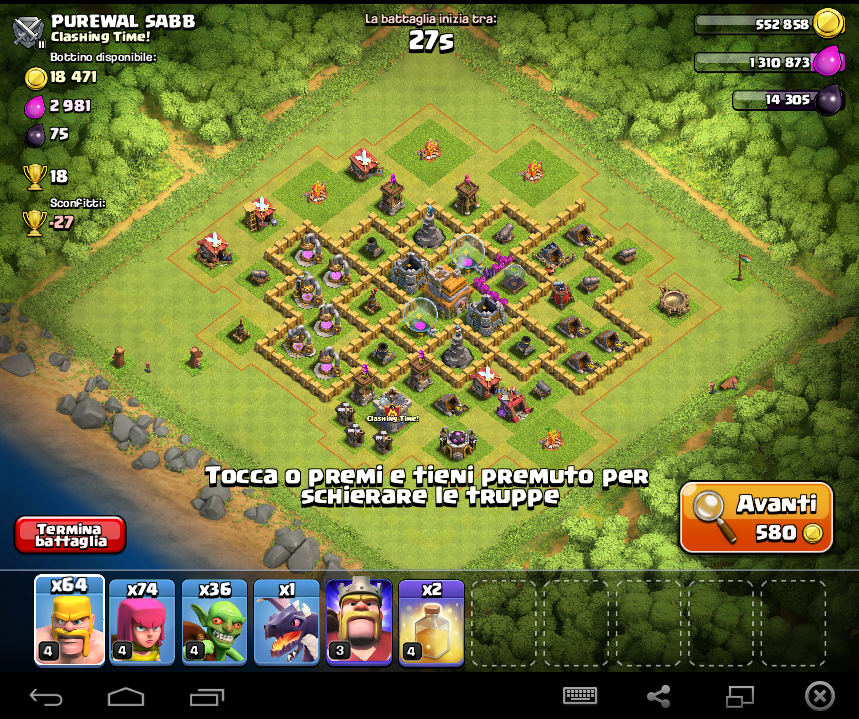 PUREWAL SABB
Clashing Time!
Bottino disponibile:
18 471
2 981
75
18
Sconfitti:
-27
La battaglia inizia tra:
27s
552 858
1 310 873
14 305
Clashing Time!
Tocca o premi e tieni premuto per
schierare le truppe
Termina
battaglia
Avanti
580
x64
x74
x36
x1
x2
4
4
4
3
4